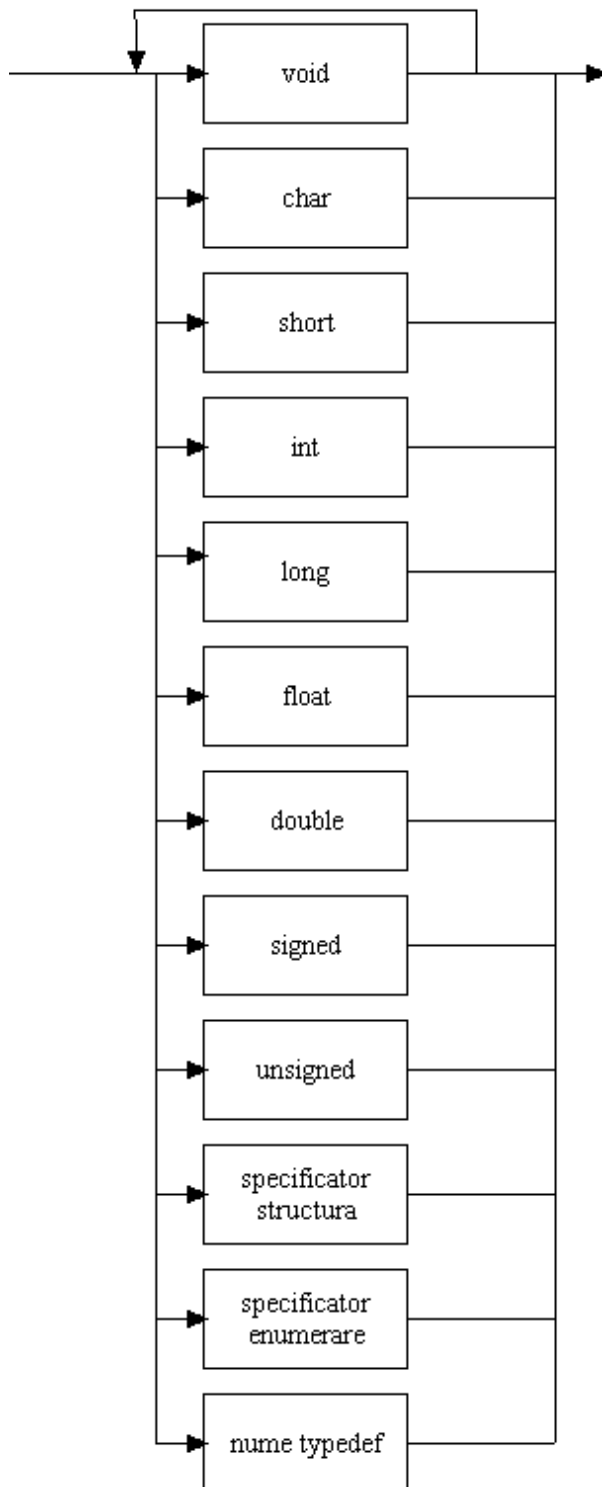 void
char
short
int
long
float
double
signed
unsigned
specificator
structura
specificator
enumerare
nume typedef